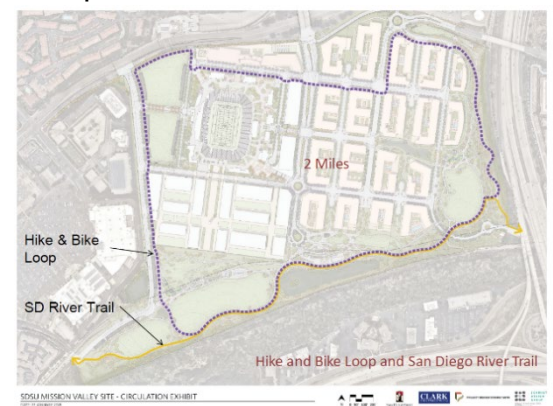 2 Miles
Hike & Bike
Loop
SD River Trail
Hike and Bike Loop and San Diego River Trail
SDSU MISSION VALLEY SITE - CIRCULATION EXHIBIT
CLARK